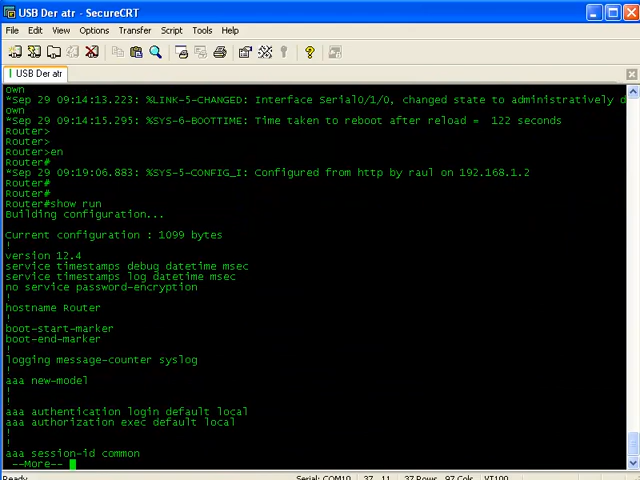 USB Der atr - SecureCRT
File Edit View Options Transfer Script Tools Help
USB Der atr
own
*Sep 29 09:14:13.223: %LINK-5-CHANGED: Interface Serial0/1/0, changed state to administratively d
own
*Sep 29 09:14:15.295: %SYS-6-BOOTTIME: Time taken to reboot after reload =  122 seconds
Router>
Router>
Router>en
Router#
*Sep 29 09:19:06.883: %SYS-5-CONFIG_I: Configured from http by raul on 192.168.1.2
Router#
Router#
Router#show run
Building configuration...
Current configuration : 1099 bytes
!
version 12.4
service timestamps debug datetime msec
service timestamps log datetime msec
no service password-encryption
!
hostname Router
!
boot-start-marker
boot-end-marker
!
logging message-counter syslog
!
aaa new-model
!
!
aaa authentication login default local
aaa authorization exec default local
!
!
aaa session-id common
--More--
Ready Serial: COM10 37, 11 37 Rows, 97 Cols VT100